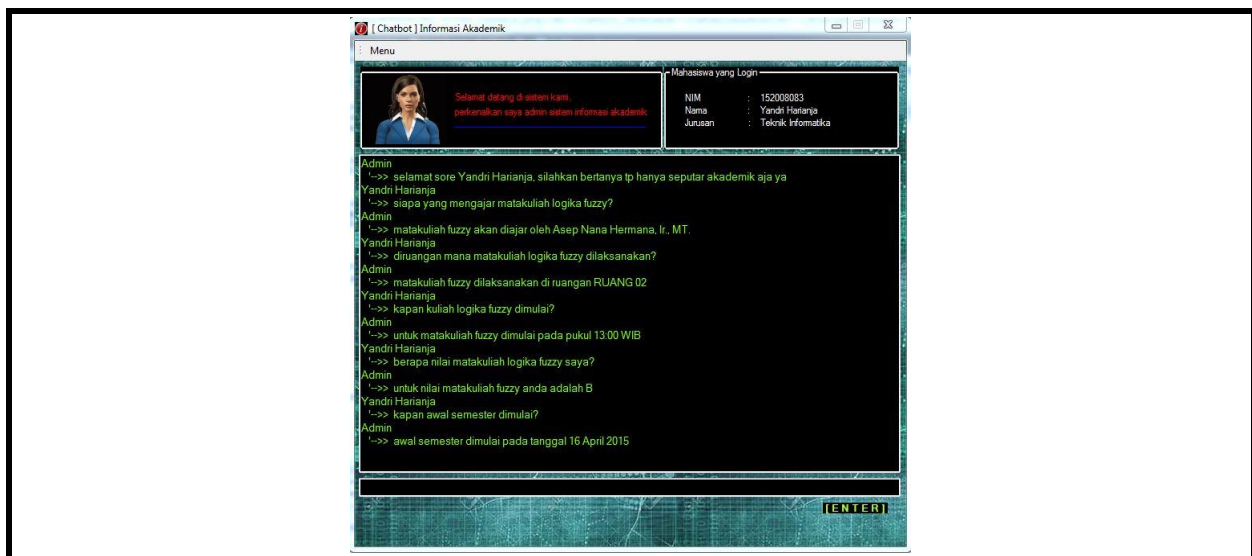 [ Chatbot ] Informasi Akademik
Menu
Selamat datang di sistem kami.
perkenalkan saya admin sistem informasi akademik
Mahasiswa yang Login
NIM : 152008083
Nama : Yandri Harianja
Jurusan : Teknik Informatika
Admin
'-->> selamat sore Yandri Harianja, silahkan bertanya tp hanya seputar akademik aja ya
Yandri Harianja
'-->> siapa yang mengajar matakuliah logika fuzzy?
Admin
'-->> matakuliah fuzzy akan diajar oleh Asep Nana Hermana, Ir., MT.
Yandri Harianja
'-->> diruangan mana matakuliah logika fuzzy dilaksanakan?
Admin
'-->> matakuliah fuzzy dilaksanakan di ruangan RUANG 02
Yandri Harianja
'-->> kapan kuliah logika fuzzy dimulai?
Admin
'-->> untuk matakuliah fuzzy dimulai pada pukul 13:00 WIB
Yandri Harianja
'-->> berapa nilai matakuliah logika fuzzy saya?
Admin
'-->> untuk nilai matakuliah fuzzy anda adalah B
Yandri Harianja
'-->> kapan awal semester dimulai?
Admin
'-->> awal semester dimulai pada tanggal 16 April 2015
[ENTER]